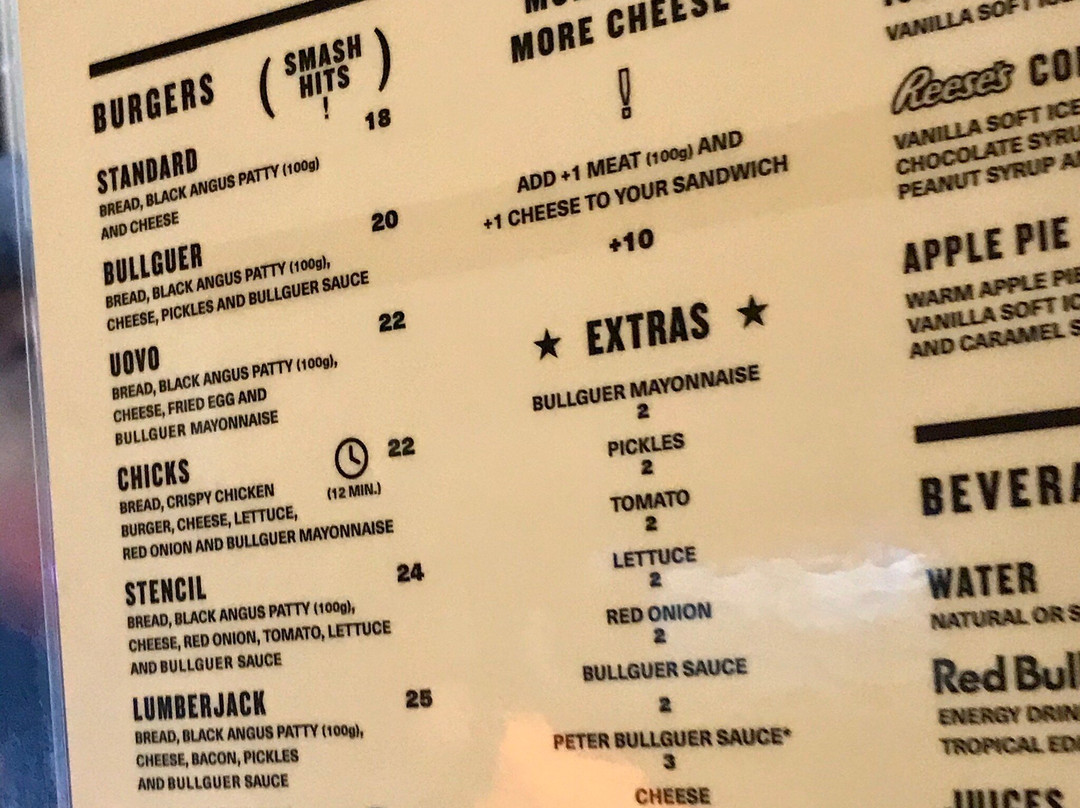 BURGERS ( SMASH
HITS
! )
STANDARD 18
BREAD, BLACK ANGUS PATTY (100g)
AND CHEESE
BULLGUER 20
BREAD, BLACK ANGUS PATTY (100g),
CHEESE, PICKLES AND BULLGUER SAUCE
UOVO 22
BREAD, BLACK ANGUS PATTY (100g),
CHEESE, FRIED EGG AND
BULLGUER MAYONNAISE
CHICKS 22
(12 MIN.)
BREAD, CRISPY CHICKEN
BURGER, CHEESE, LETTUCE,
RED ONION AND BULLGUER MAYONNAISE
STENCIL 24
BREAD, BLACK ANGUS PATTY (100g),
CHEESE, RED ONION, TOMATO, LETTUCE
AND BULLGUER SAUCE
LUMBERJACK 25
BREAD, BLACK ANGUS PATTY (100g),
CHEESE, BACON, PICKLES
AND BULLGUER SAUCE
MORE CHEESE
!
ADD +1 MEAT (100g) AND
+1 CHEESE TO YOUR SANDWICH
+10
★ EXTRAS ★
BULLGUER MAYONNAISE
2
PICKLES
2
TOMATO
2
LETTUCE
2
RED ONION
2
BULLGUER SAUCE
2
PETER BULLGUER SAUCE*
3
CHEESE
VANILLA SOFT
Reese's
VANILLA SOFT ICE
CHOCOLATE
PEANUT SYRUP
APPLE PIE
WARM APPLE PIE
VANILLA SOFT
AND CARAMEL
WATER
NATURAL OR
Red Bull
ENERGY
TROPICAL
JUICES